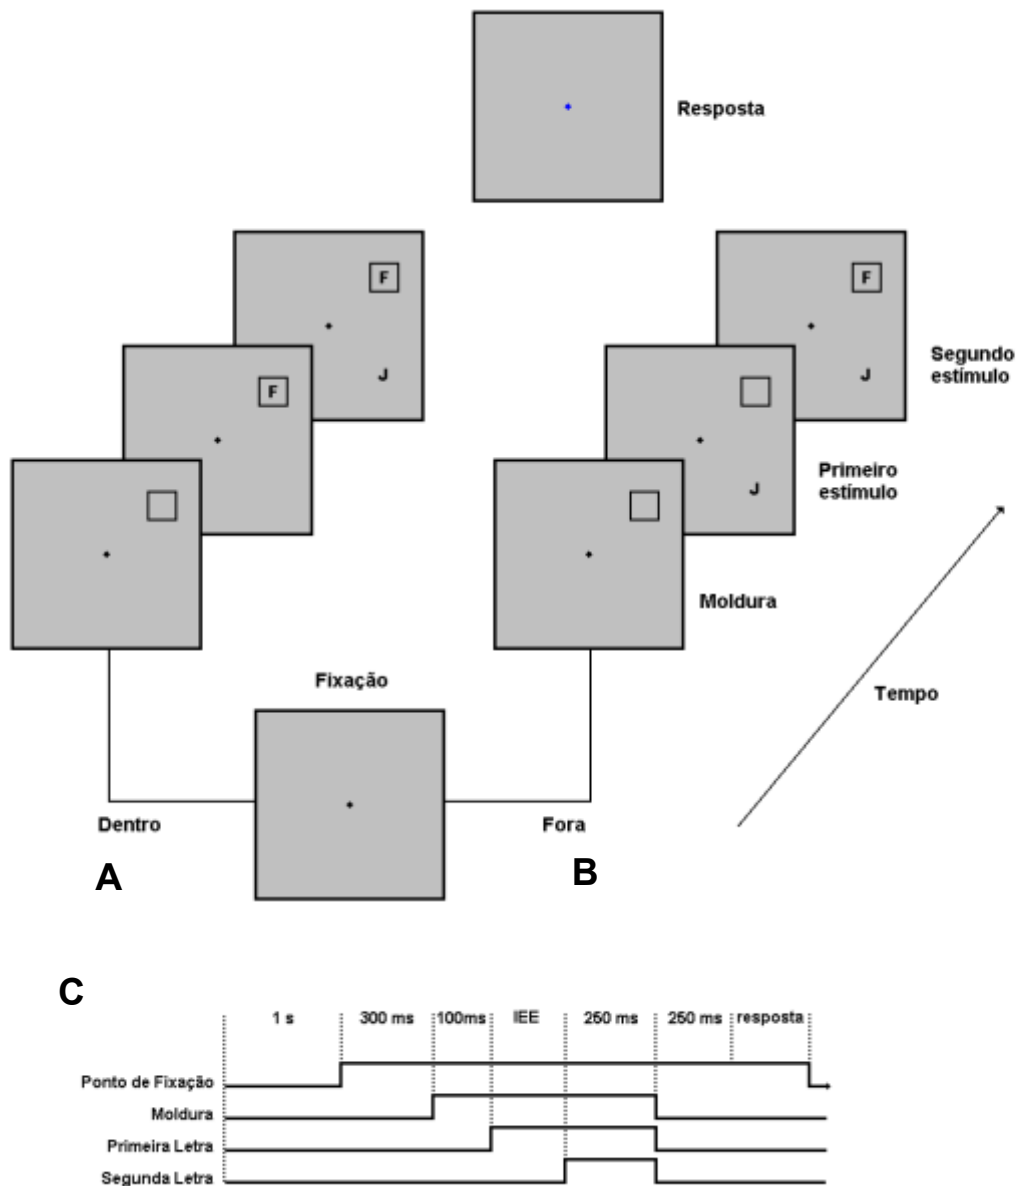 Resposta
F
F
J
J
Segundo
estímulo
F
Primeiro
estímulo
J
Moldura
Fixação
Tempo
Dentro
Fora
A
B
C
1 s 300 ms 100ms IEE 250 ms 250 ms resposta
Ponto de Fixação
Moldura
Primeira Letra
Segunda Letra